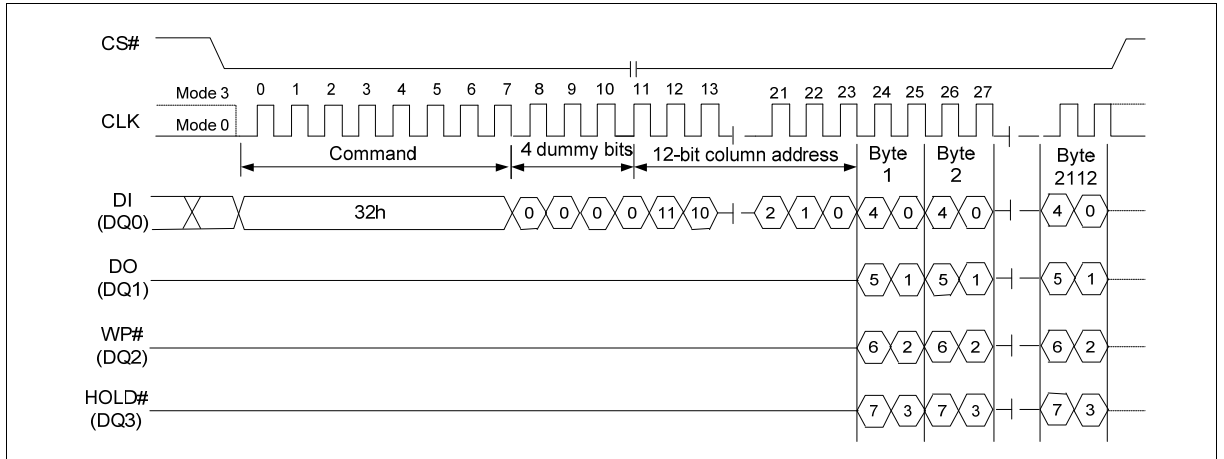 CS#
Mode 3
0 1 2 3 4 5 6 7 8 9 10 11 12 13 21 22 23 24 25 26 27
CLK
Mode 0
Command 4 dummy bits 12-bit column address Byte 1 Byte 2 Byte 2112
DI (DQ0)
32h 0 0 0 0 11 10 2 1 0 4 0 4 0 4 0
DO (DQ1)
5 1 5 1 5 1
WP# (DQ2)
6 2 6 2 6 2
HOLD# (DQ3)
7 3 7 3 7 3